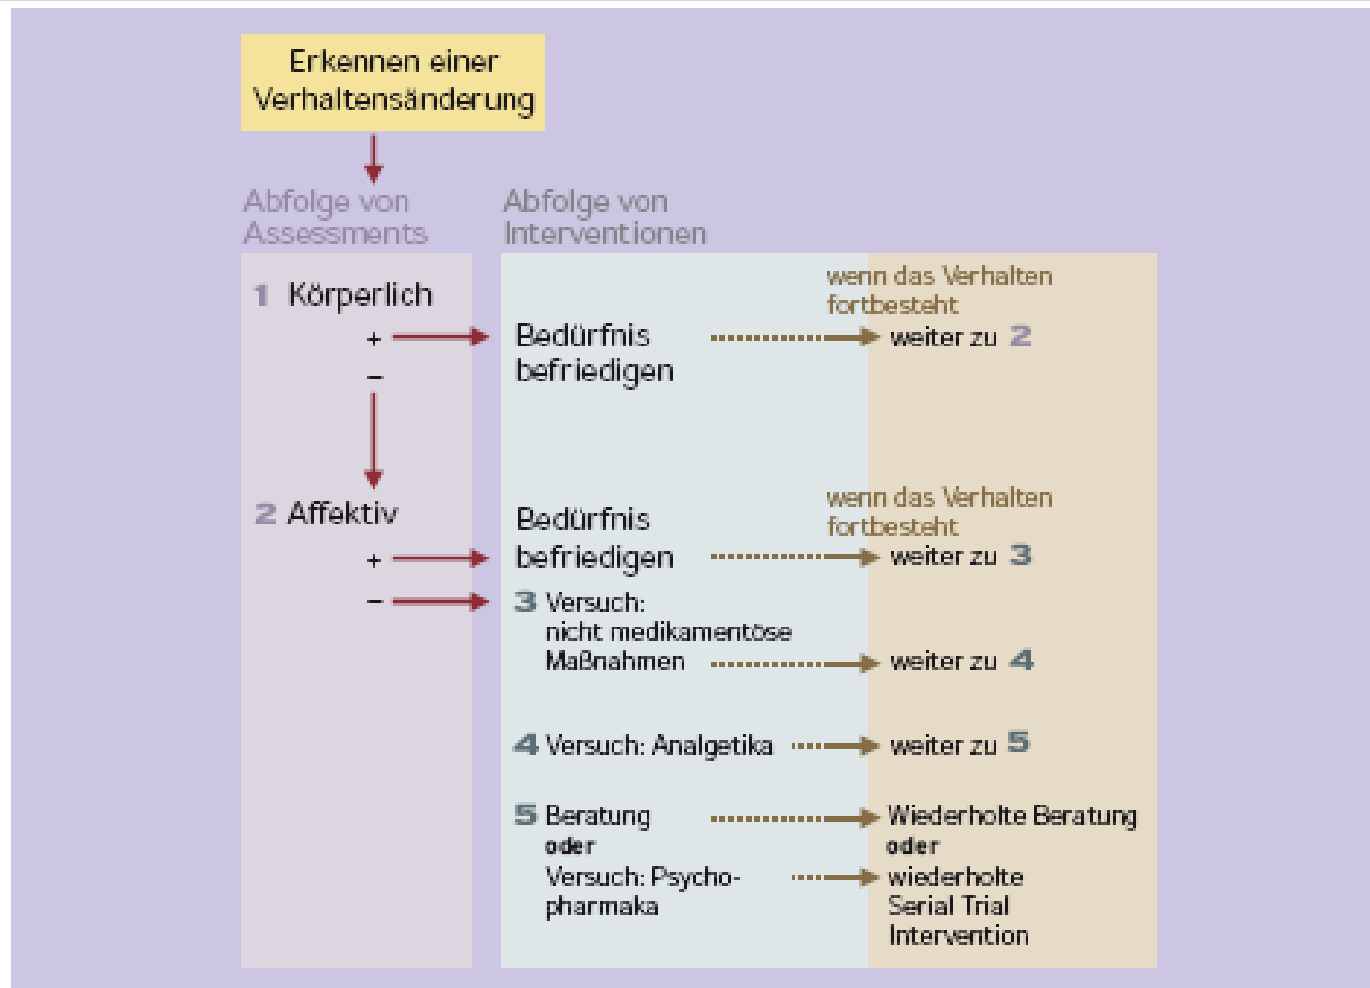 Erkennen einer
Verhaltensänderung
Abfolge von
Assessments
Abfolge von
Interventionen
1 Körperlich
+
–
wenn das Verhalten
fortbesteht
Bedürfnis
befriedigen
weiter zu 2
2 Affektiv
+
–
wenn das Verhalten
fortbesteht
Bedürfnis
befriedigen
weiter zu 3
3 Versuch:
nicht medikamentöse
Maßnahmen
weiter zu 4
4 Versuch: Analgetika
weiter zu 5
5 Beratung
oder
Versuch: Psycho-
pharmaka
Wiederholte Beratung
oder
wiederholte
Serial Trial
Intervention